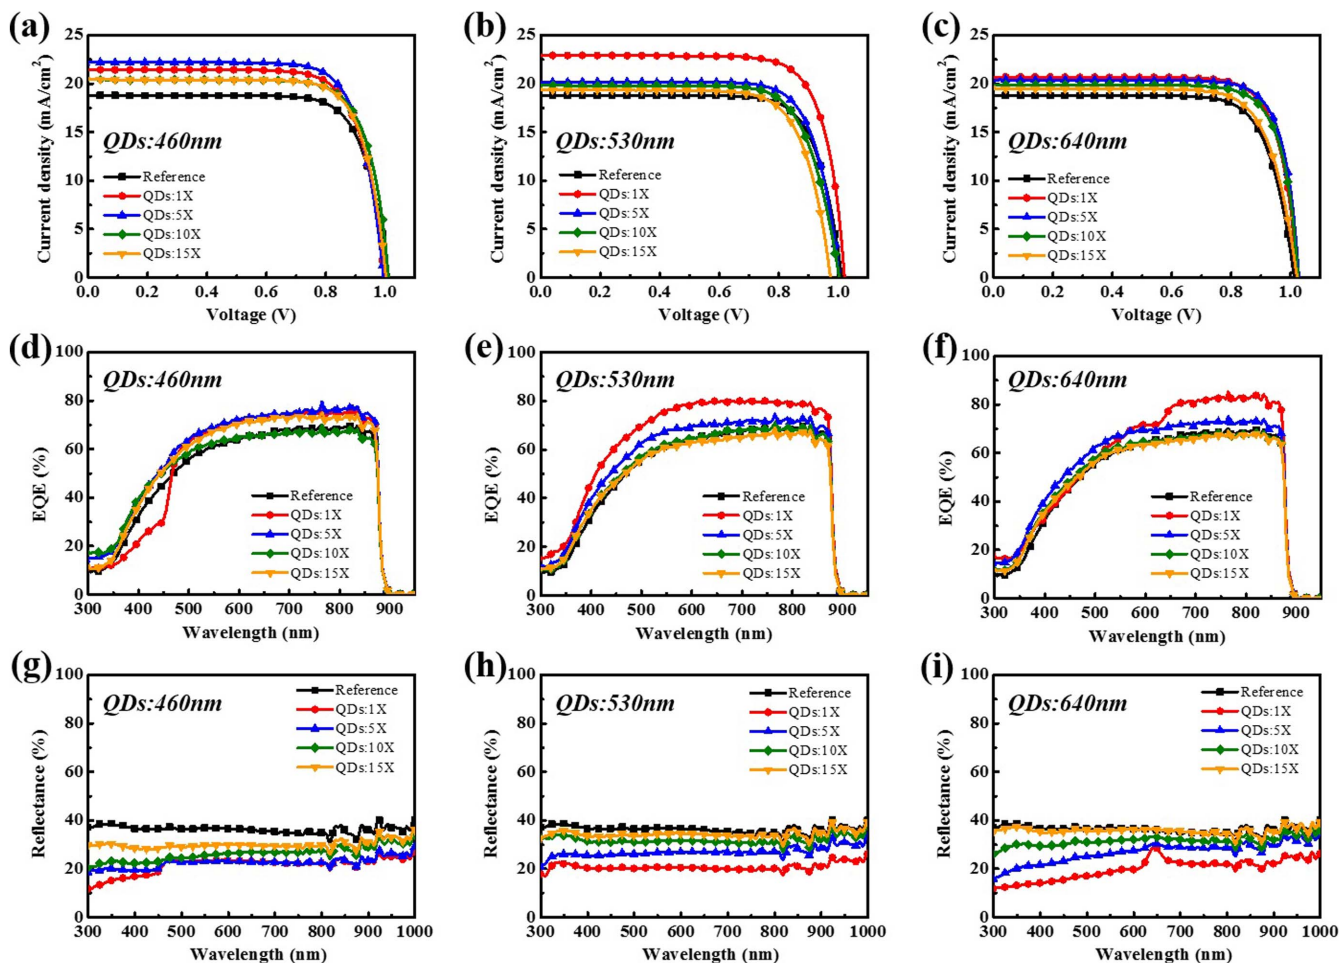 (a)
25
20
15
10
5
0
Current density (mA/cm²)
QDs:460nm
Reference
QDs:1X
QDs:5X
QDs:10X
QDs:15X
0.0 0.2 0.4 0.6 0.8 1.0
Voltage (V)
(b)
25
20
15
10
5
0
Current density (mA/cm²)
QDs:530nm
Reference
QDs:1X
QDs:5X
QDs:10X
QDs:15X
0.0 0.2 0.4 0.6 0.8 1.0
Voltage (V)
(c)
25
20
15
10
5
0
Current density (mA/cm²)
QDs:640nm
Reference
QDs:1X
QDs:5X
QDs:10X
QDs:15X
0.0 0.2 0.4 0.6 0.8 1.0
Voltage (V)
(d)
100
80
60
40
20
0
EQE (%)
QDs:460nm
Reference
QDs:1X
QDs:5X
QDs:10X
QDs:15X
300 400 500 600 700 800 900
Wavelength (nm)
(e)
100
80
60
40
20
0
EQE (%)
QDs:530nm
Reference
QDs:1X
QDs:5X
QDs:10X
QDs:15X
300 400 500 600 700 800 900
Wavelength (nm)
(f)
100
80
60
40
20
0
EQE (%)
QDs:640nm
Reference
QDs:1X
QDs:5X
QDs:10X
QDs:15X
300 400 500 600 700 800 900
Wavelength (nm)
(g)
100
80
60
40
20
0
Reflectance (%)
QDs:460nm
Reference
QDs:1X
QDs:5X
QDs:10X
QDs:15X
300 400 500 600 700 800 900 1000
Wavelength (nm)
(h)
100
80
60
40
20
0
Reflectance (%)
QDs:530nm
Reference
QDs:1X
QDs:5X
QDs:10X
QDs:15X
300 400 500 600 700 800 900 1000
Wavelength (nm)
(i)
100
80
60
40
20
0
Reflectance (%)
QDs:640nm
Reference
QDs:1X
QDs:5X
QDs:10X
QDs:15X
300 400 500 600 700 800 900 1000
Wavelength (nm)